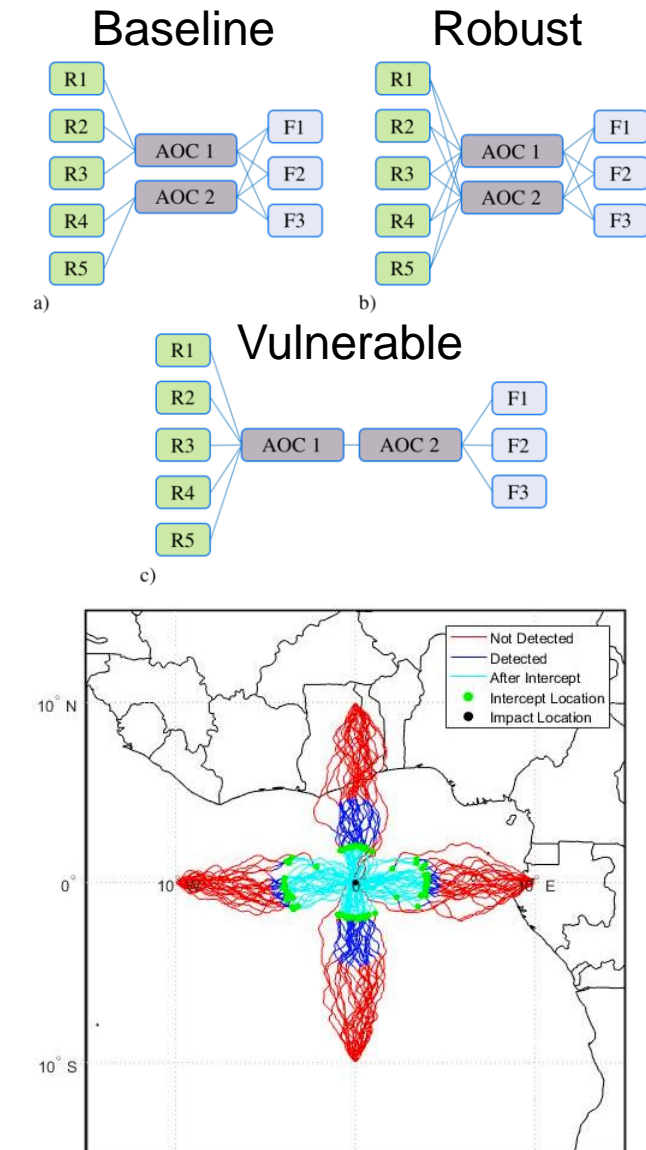 Baseline
Robust
R1
R2
R3
R4
R5
AOC 1
AOC 2
F1
F2
F3
a)
R1
R2
R3
R4
R5
AOC 1
AOC 2
F1
F2
F3
b)
Vulnerable
R1
R2
R3
R4
R5
AOC 1
AOC 2
F1
F2
F3
c)
Not Detected
Detected
After Intercept
Intercept Location
Impact Location
10° N
0°
10° S
10° W
10° E